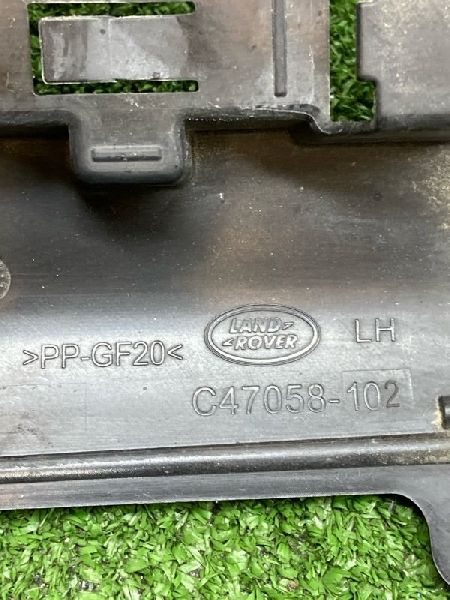 LAND
ROVER
LH
>PP-GF20<
C47058-102